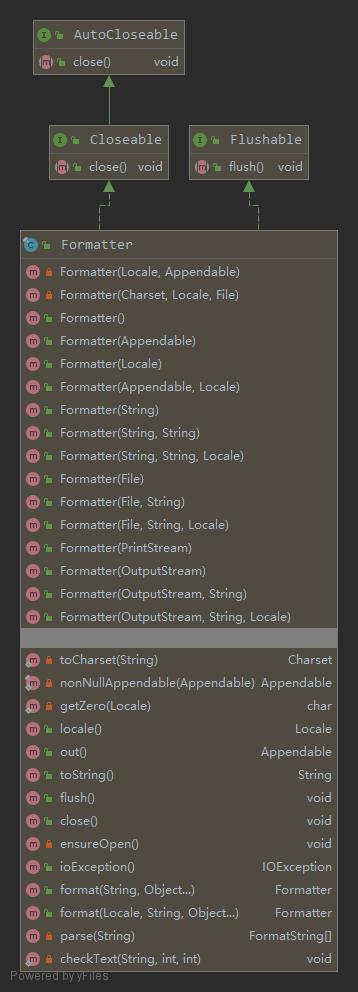 AutoCloseable
close() void
Closeable
close() void
Flushable
flush() void
Formatter
Formatter(Locale, Appendable)
Formatter(Charset, Locale, File)
Formatter()
Formatter(Appendable)
Formatter(Locale)
Formatter(Appendable, Locale)
Formatter(String)
Formatter(String, String)
Formatter(String, String, Locale)
Formatter(File)
Formatter(File, String)
Formatter(File, String, Locale)
Formatter(PrintStream)
Formatter(OutputStream)
Formatter(OutputStream, String)
Formatter(OutputStream, String, Locale)
toCharset(String) Charset
nonNullAppendable(Appendable) Appendable
getZero(Locale) char
locale() Locale
out() Appendable
toString() String
flush() void
close() void
ensureOpen() void
ioException() IOException
format(String, Object...) Formatter
format(Locale, String, Object...) Formatter
parse(String) FormatString[]
checkText(String, int, int) void
Powered by yFiles